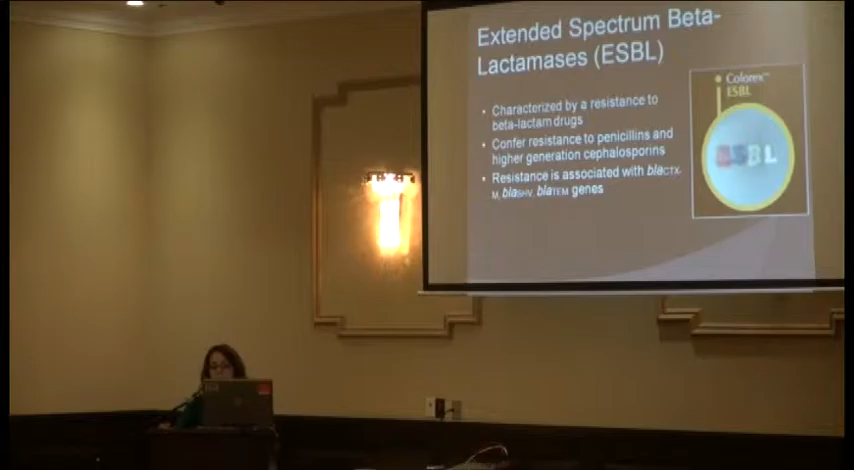 Extended Spectrum Beta-
Lactamases (ESBL)
• Characterized by a resistance to
beta-lactam drugs
• Confer resistance to penicillins and
higher generation cephalosporins
• Resistance is associated with blaCTX-
M, blaSHV, blaTEM genes
Colorex™
ESBL
ESBL